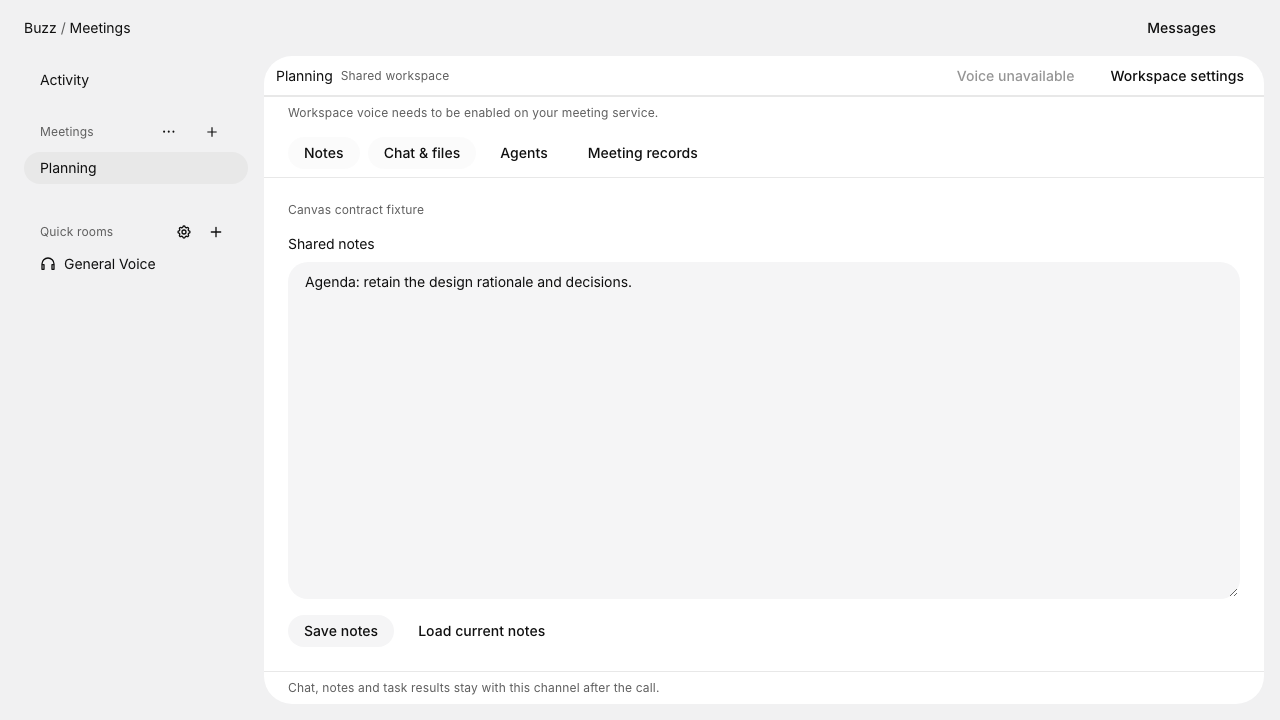 Buzz / Meetings
Messages
Activity
Meetings
Planning
Quick rooms
General Voice
Planning Shared workspace
Voice unavailable
Workspace settings
Workspace voice needs to be enabled on your meeting service.
Notes
Chat & files
Agents
Meeting records
Canvas contract fixture
Shared notes
Agenda: retain the design rationale and decisions.
Save notes
Load current notes
Chat, notes and task results stay with this channel after the call.